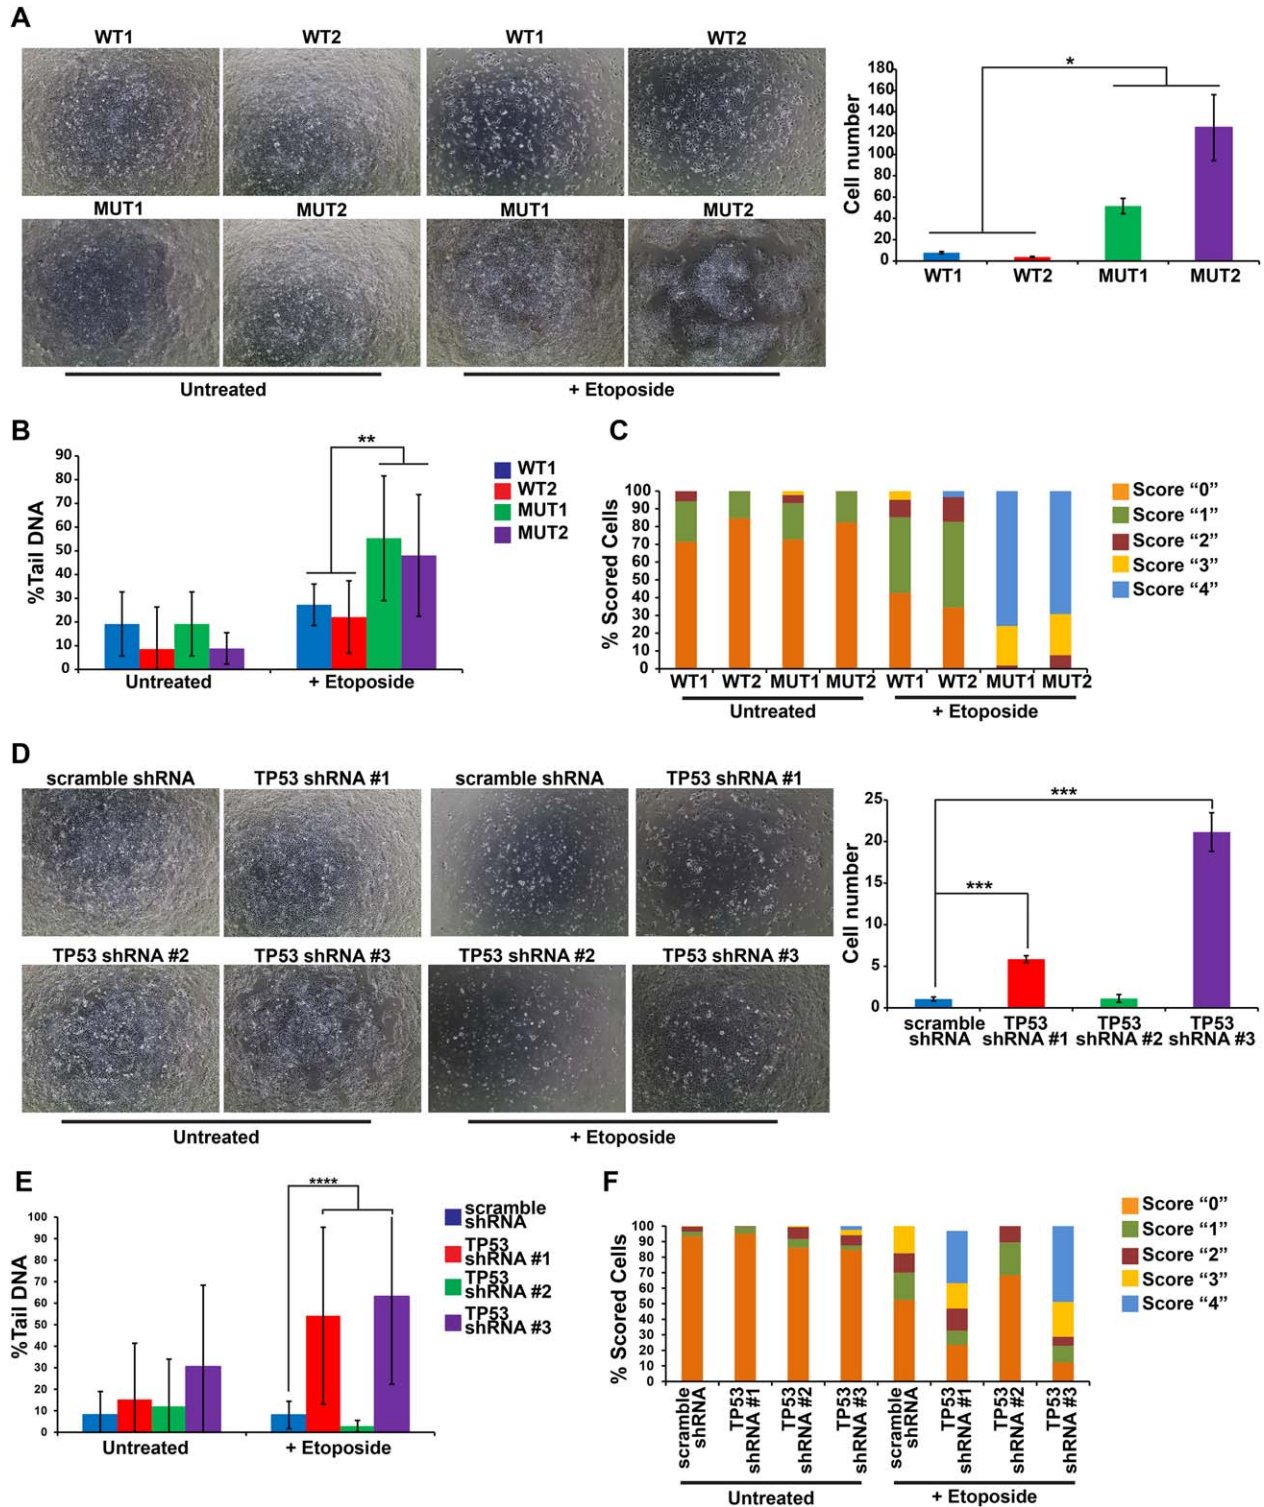 A
WT1
WT2
WT1
WT2
MUT1
MUT2
MUT1
MUT2
Untreated
+ Etoposide
Cell number
180
160
140
120
100
80
60
40
20
0
*
WT1
WT2
MUT1
MUT2
B
%Tail DNA
90
80
70
60
50
40
30
20
10
0
**
Untreated
+ Etoposide
WT1
WT2
MUT1
MUT2
C
% Scored Cells
100
90
80
70
60
50
40
30
20
10
0
WT1
WT2
MUT1
MUT2
WT1
WT2
MUT1
MUT2
Untreated
+ Etoposide
Score “0”
Score “1”
Score “2”
Score “3”
Score “4”
D
scramble shRNA
TP53 shRNA #1
scramble shRNA
TP53 shRNA #1
TP53 shRNA #2
TP53 shRNA #3
TP53 shRNA #2
TP53 shRNA #3
Untreated
+ Etoposide
Cell number
25
20
15
10
5
0
***
***
scramble
shRNA
TP53
shRNA #1
TP53
shRNA #2
TP53
shRNA #3
E
%Tail DNA
100
90
80
70
60
50
40
30
20
10
0
****
Untreated
+ Etoposide
scramble
shRNA
TP53
shRNA #1
TP53
shRNA #2
TP53
shRNA #3
F
% Scored Cells
100
90
80
70
60
50
40
30
20
10
0
scramble
shRNA
TP53
shRNA #1
TP53
shRNA #2
TP53
shRNA #3
scramble
shRNA
TP53
shRNA #1
TP53
shRNA #2
TP53
shRNA #3
Untreated
+ Etoposide
Score “0”
Score “1”
Score “2”
Score “3”
Score “4”